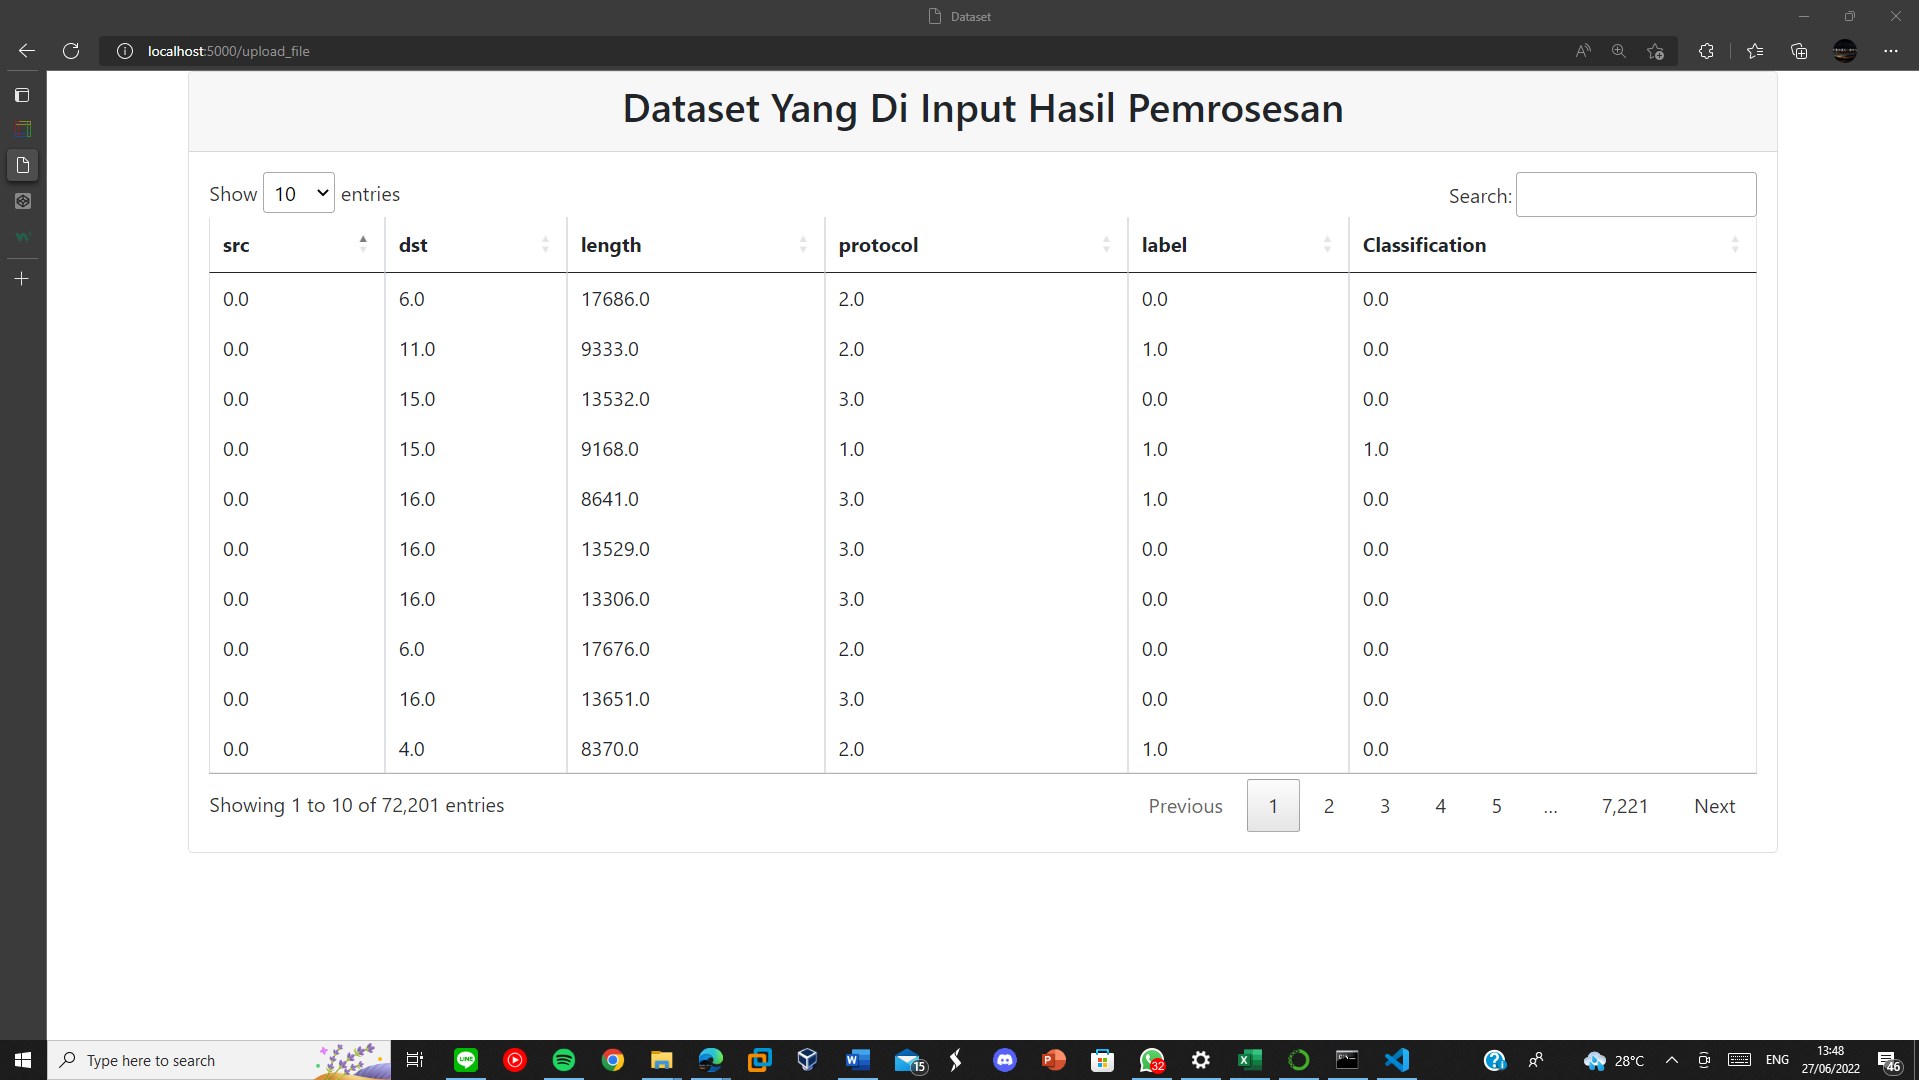 Dataset
localhost:5000/upload_file
Dataset Yang Di Input Hasil Pemrosesan
Show 10 entries
Search:
src dst length protocol label Classification
0.0 6.0 17686.0 2.0 0.0 0.0
0.0 11.0 9333.0 2.0 1.0 0.0
0.0 15.0 13532.0 3.0 0.0 0.0
0.0 15.0 9168.0 1.0 1.0 1.0
0.0 16.0 8641.0 3.0 1.0 0.0
0.0 16.0 13529.0 3.0 0.0 0.0
0.0 16.0 13306.0 3.0 0.0 0.0
0.0 6.0 17676.0 2.0 0.0 0.0
0.0 16.0 13651.0 3.0 0.0 0.0
0.0 4.0 8370.0 2.0 1.0 0.0
Showing 1 to 10 of 72,201 entries
Previous 1 2 3 4 5 ... 7,221 Next
Type here to search
LINE
W
15
P
32
X
28°C
ENG
13:48
27/06/2022
46